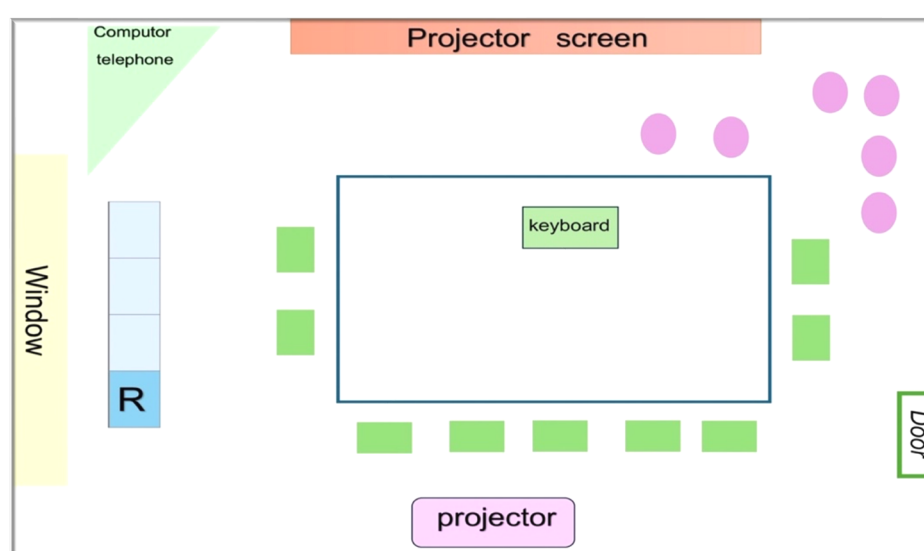 Computor
telephone
Projector screen
keyboard
Window
R
Door
projector